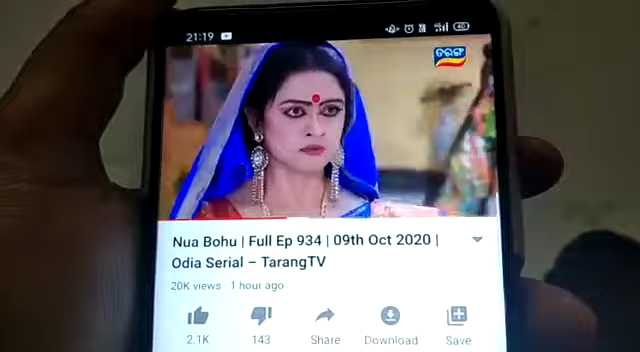 21:19
40
ତରଙ୍ଗ
Nua Bohu | Full Ep 934 | 09th Oct 2020 |
Odia Serial – TarangTV
20K views · 1 hour ago
2.1K 143 Share Download Save